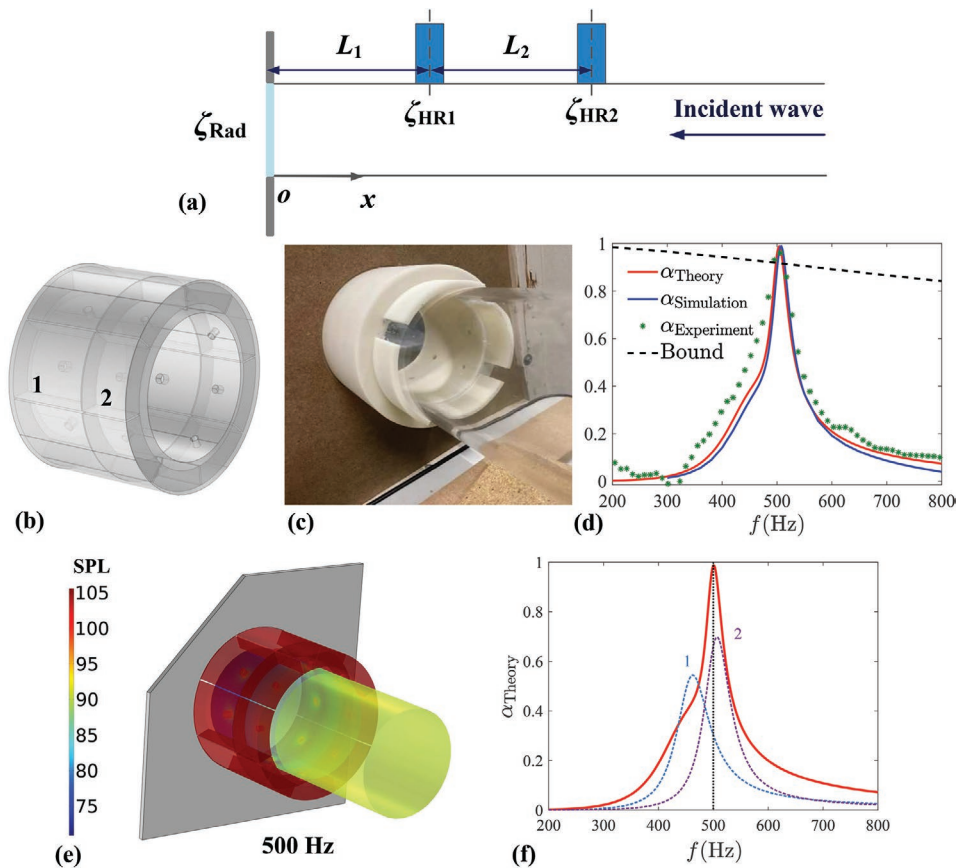 L1 L2
ζRad ζHR1 ζHR2 Incident wave
o x
(a)
1 2
(b)
(c)
1
0.8
0.6
0.4
0.2
0
αTheory
αSimulation
αExperiment
Bound
200 300 400 500 600 700 800
f(Hz)
(d)
SPL
105
100
95
90
85
80
75
500 Hz
(e)
1
0.8
0.6
0.4
0.2
0
αTheory
1 2
200 300 400 500 600 700 800
f(Hz)
(f)